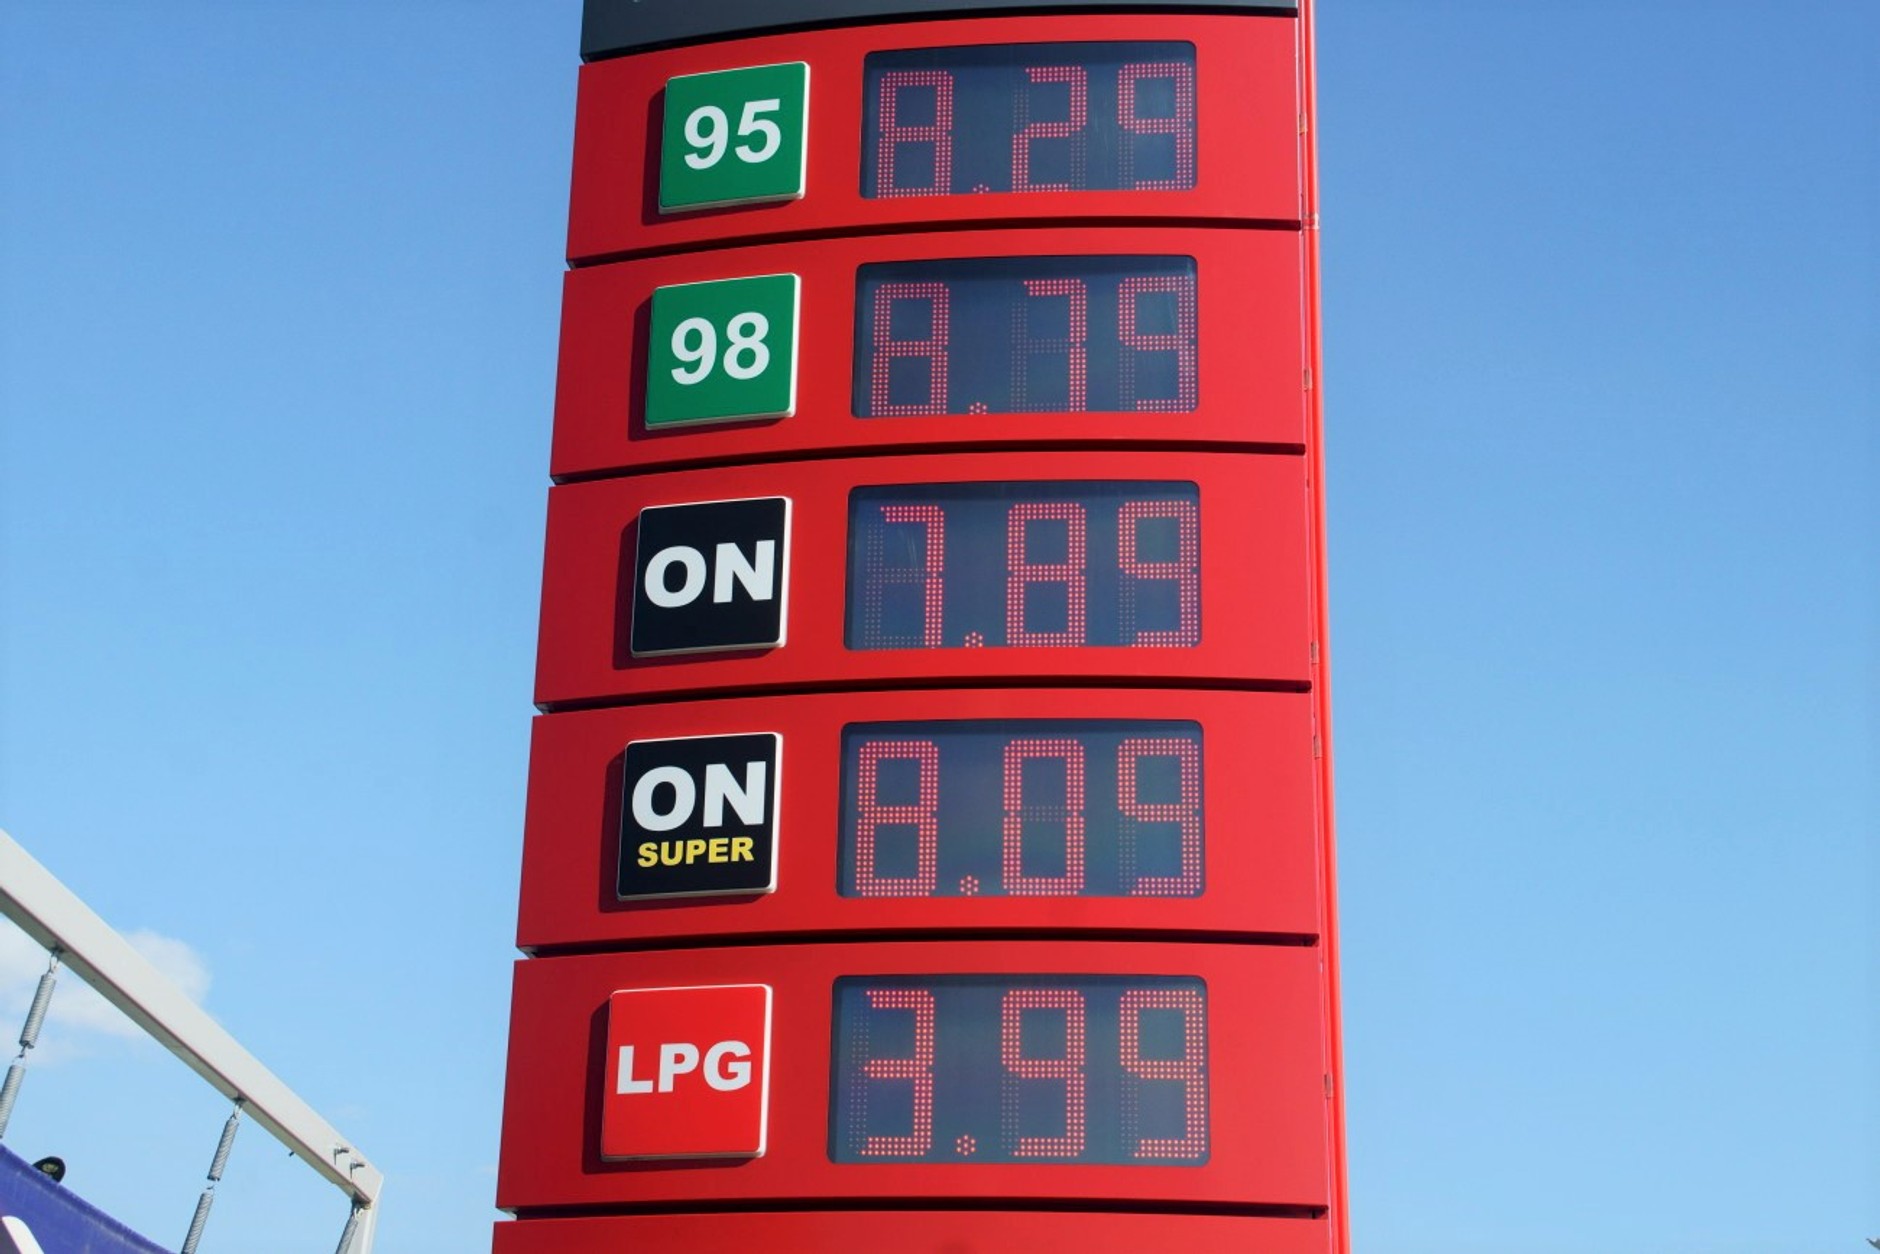 95 8.29
98 8.79
ON 7.89
ON 8.09
SUPER
LPG 3.99